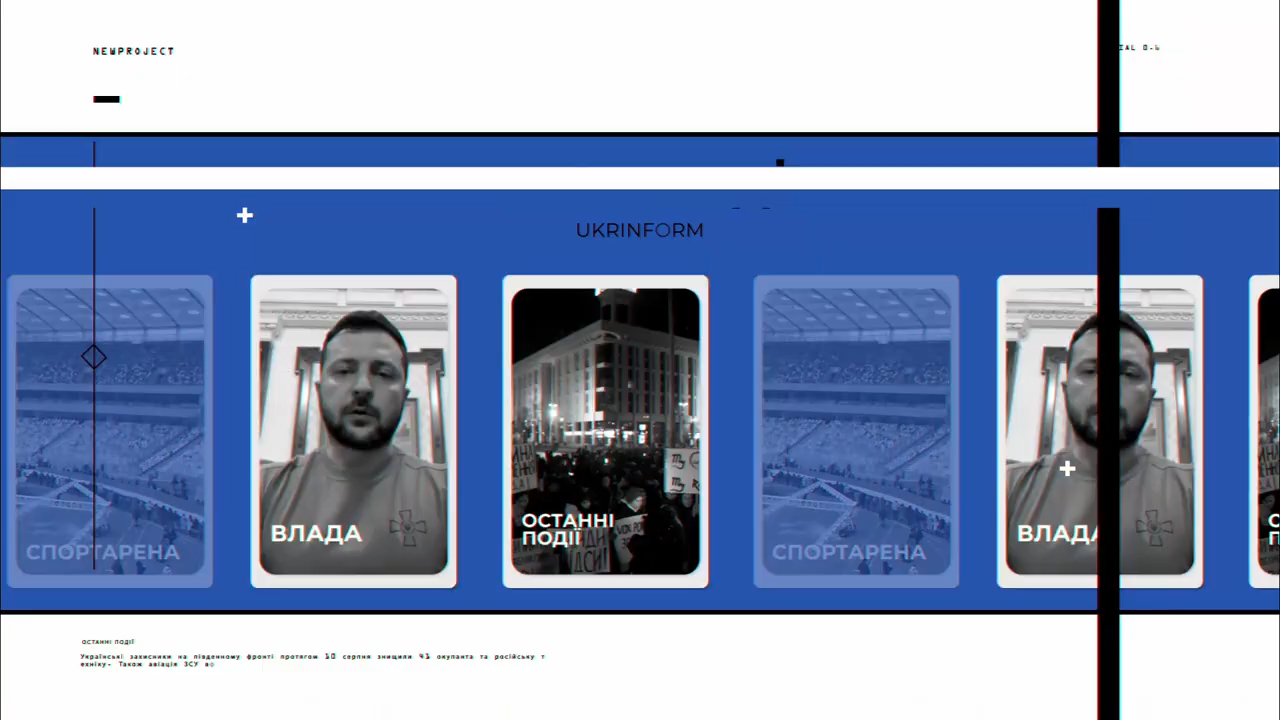 NEWPROJECT
UKRINFORM
СПОРТАРЕНА
ВЛАДА
ОСТАННІ
ПОДІЇ
СПОРТАРЕНА
ВЛАДА
ОСТАННІ ПОДІЇ
Українські захисники на південному фронті протягом 10 серпня знищили 41 окупанта та російську т
ехніку. Також авіація ЗСУ